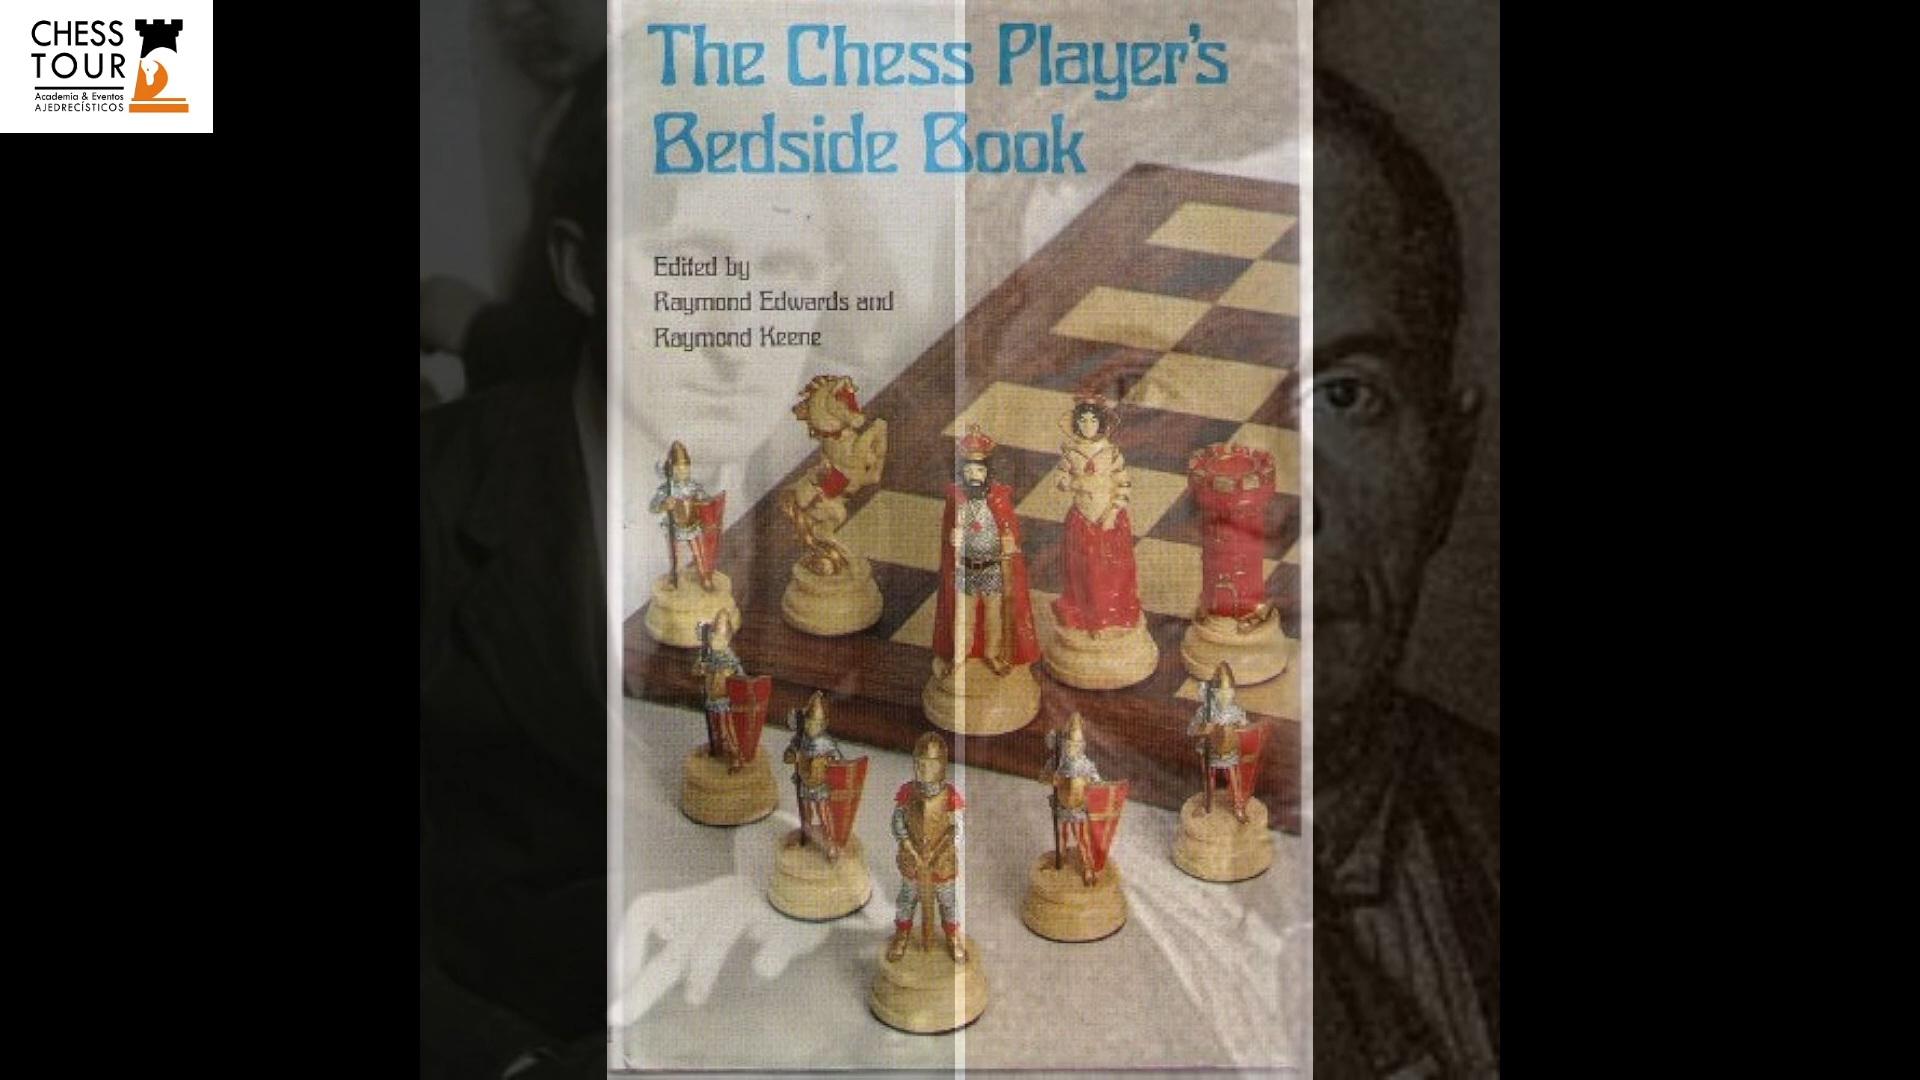 CHESS
TOUR
Academia & Eventos
AJEDRECÍSTICOS
The Chess Player's
Bedside Book
Edited by
Raymond Edwards and
Raymond Keene